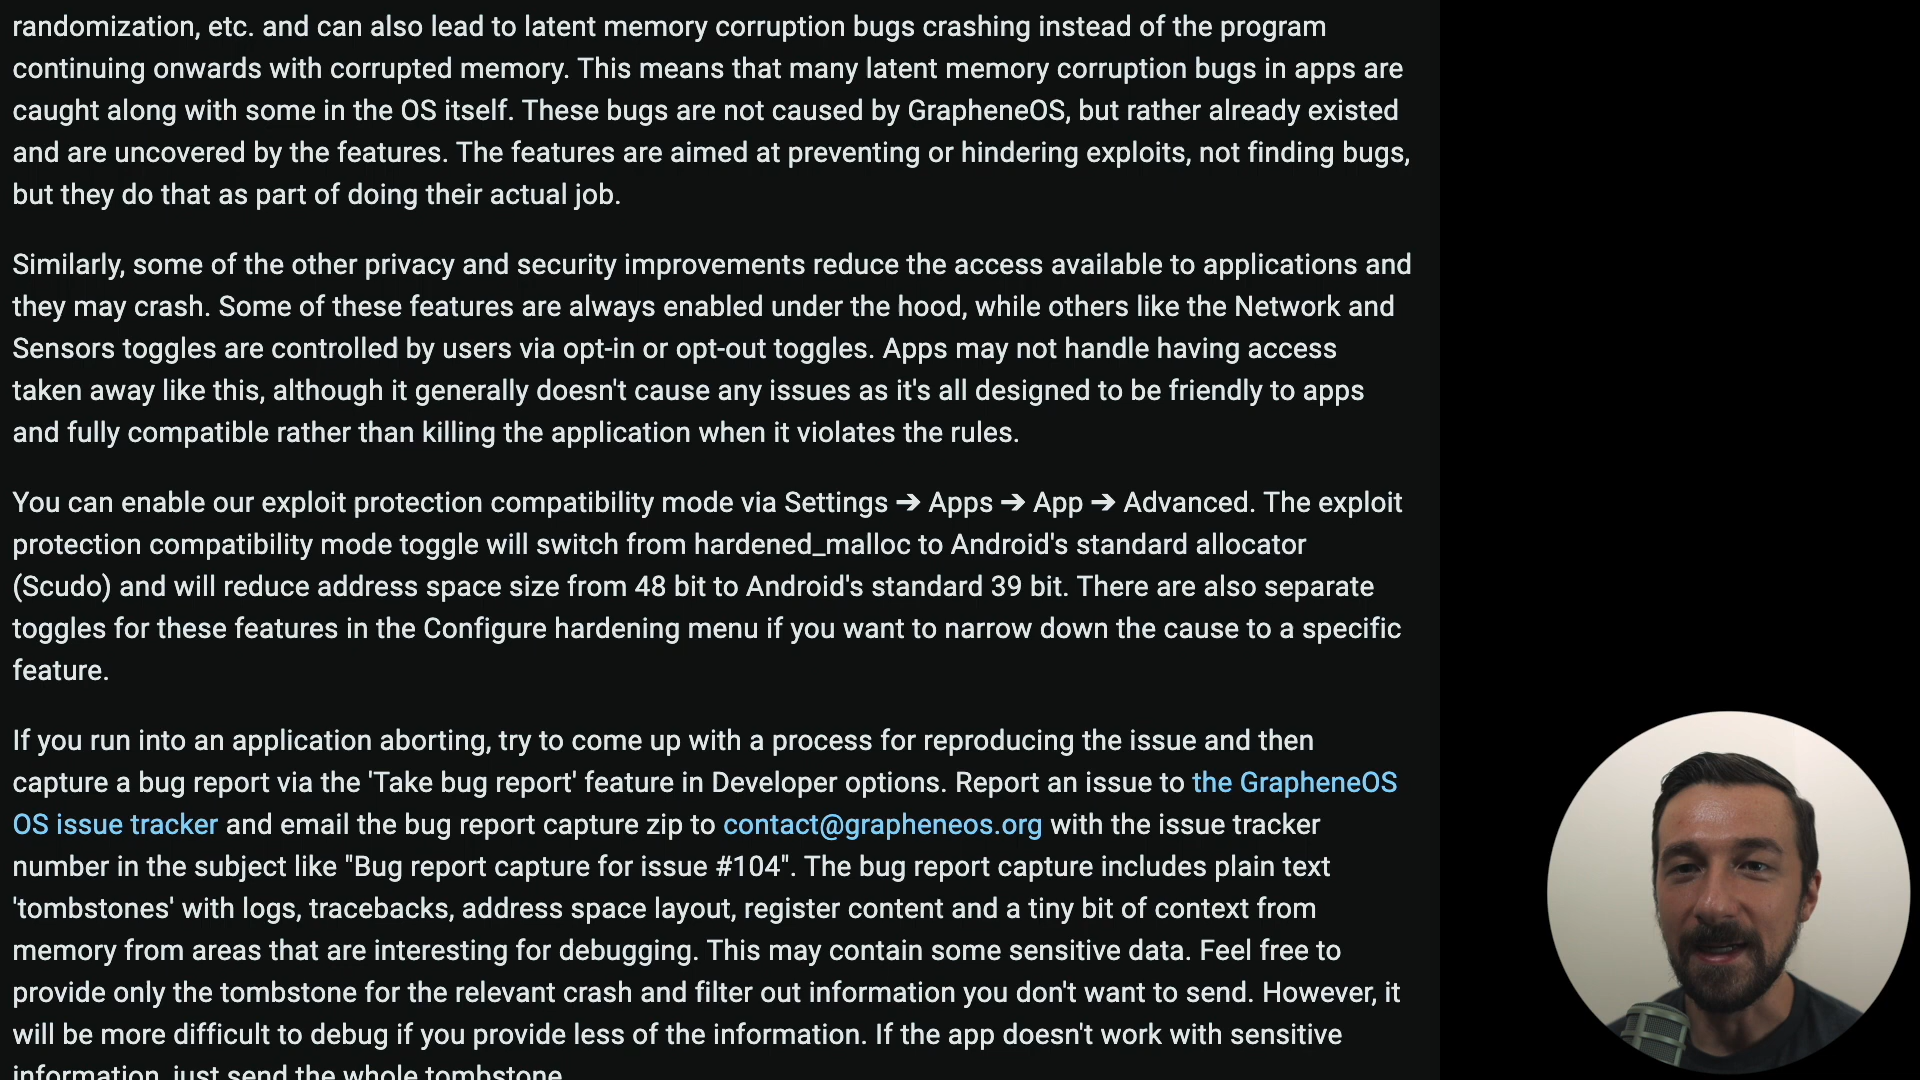 randomization, etc. and can also lead to latent memory corruption bugs crashing instead of the program
continuing onwards with corrupted memory. This means that many latent memory corruption bugs in apps are
caught along with some in the OS itself. These bugs are not caused by GrapheneOS, but rather already existed
and are uncovered by the features. The features are aimed at preventing or hindering exploits, not finding bugs,
but they do that as part of doing their actual job.
Similarly, some of the other privacy and security improvements reduce the access available to applications and
they may crash. Some of these features are always enabled under the hood, while others like the Network and
Sensors toggles are controlled by users via opt-in or opt-out toggles. Apps may not handle having access
taken away like this, although it generally doesn't cause any issues as it's all designed to be friendly to apps
and fully compatible rather than killing the application when it violates the rules.
You can enable our exploit protection compatibility mode via Settings ➔ Apps ➔ App ➔ Advanced. The exploit
protection compatibility mode toggle will switch from hardened_malloc to Android's standard allocator
(Scudo) and will reduce address space size from 48 bit to Android's standard 39 bit. There are also separate
toggles for these features in the Configure hardening menu if you want to narrow down the cause to a specific
feature.
If you run into an application aborting, try to come up with a process for reproducing the issue and then
capture a bug report via the 'Take bug report' feature in Developer options. Report an issue to the GrapheneOS
OS issue tracker and email the bug report capture zip to contact@grapheneos.org with the issue tracker
number in the subject like "Bug report capture for issue #104". The bug report capture includes plain text
'tombstones' with logs, tracebacks, address space layout, register content and a tiny bit of context from
memory from areas that are interesting for debugging. This may contain some sensitive data. Feel free to
provide only the tombstone for the relevant crash and filter out information you don't want to send. However, it
will be more difficult to debug if you provide less of the information. If the app doesn't work with sensitive
information, just send the whole tombstone.